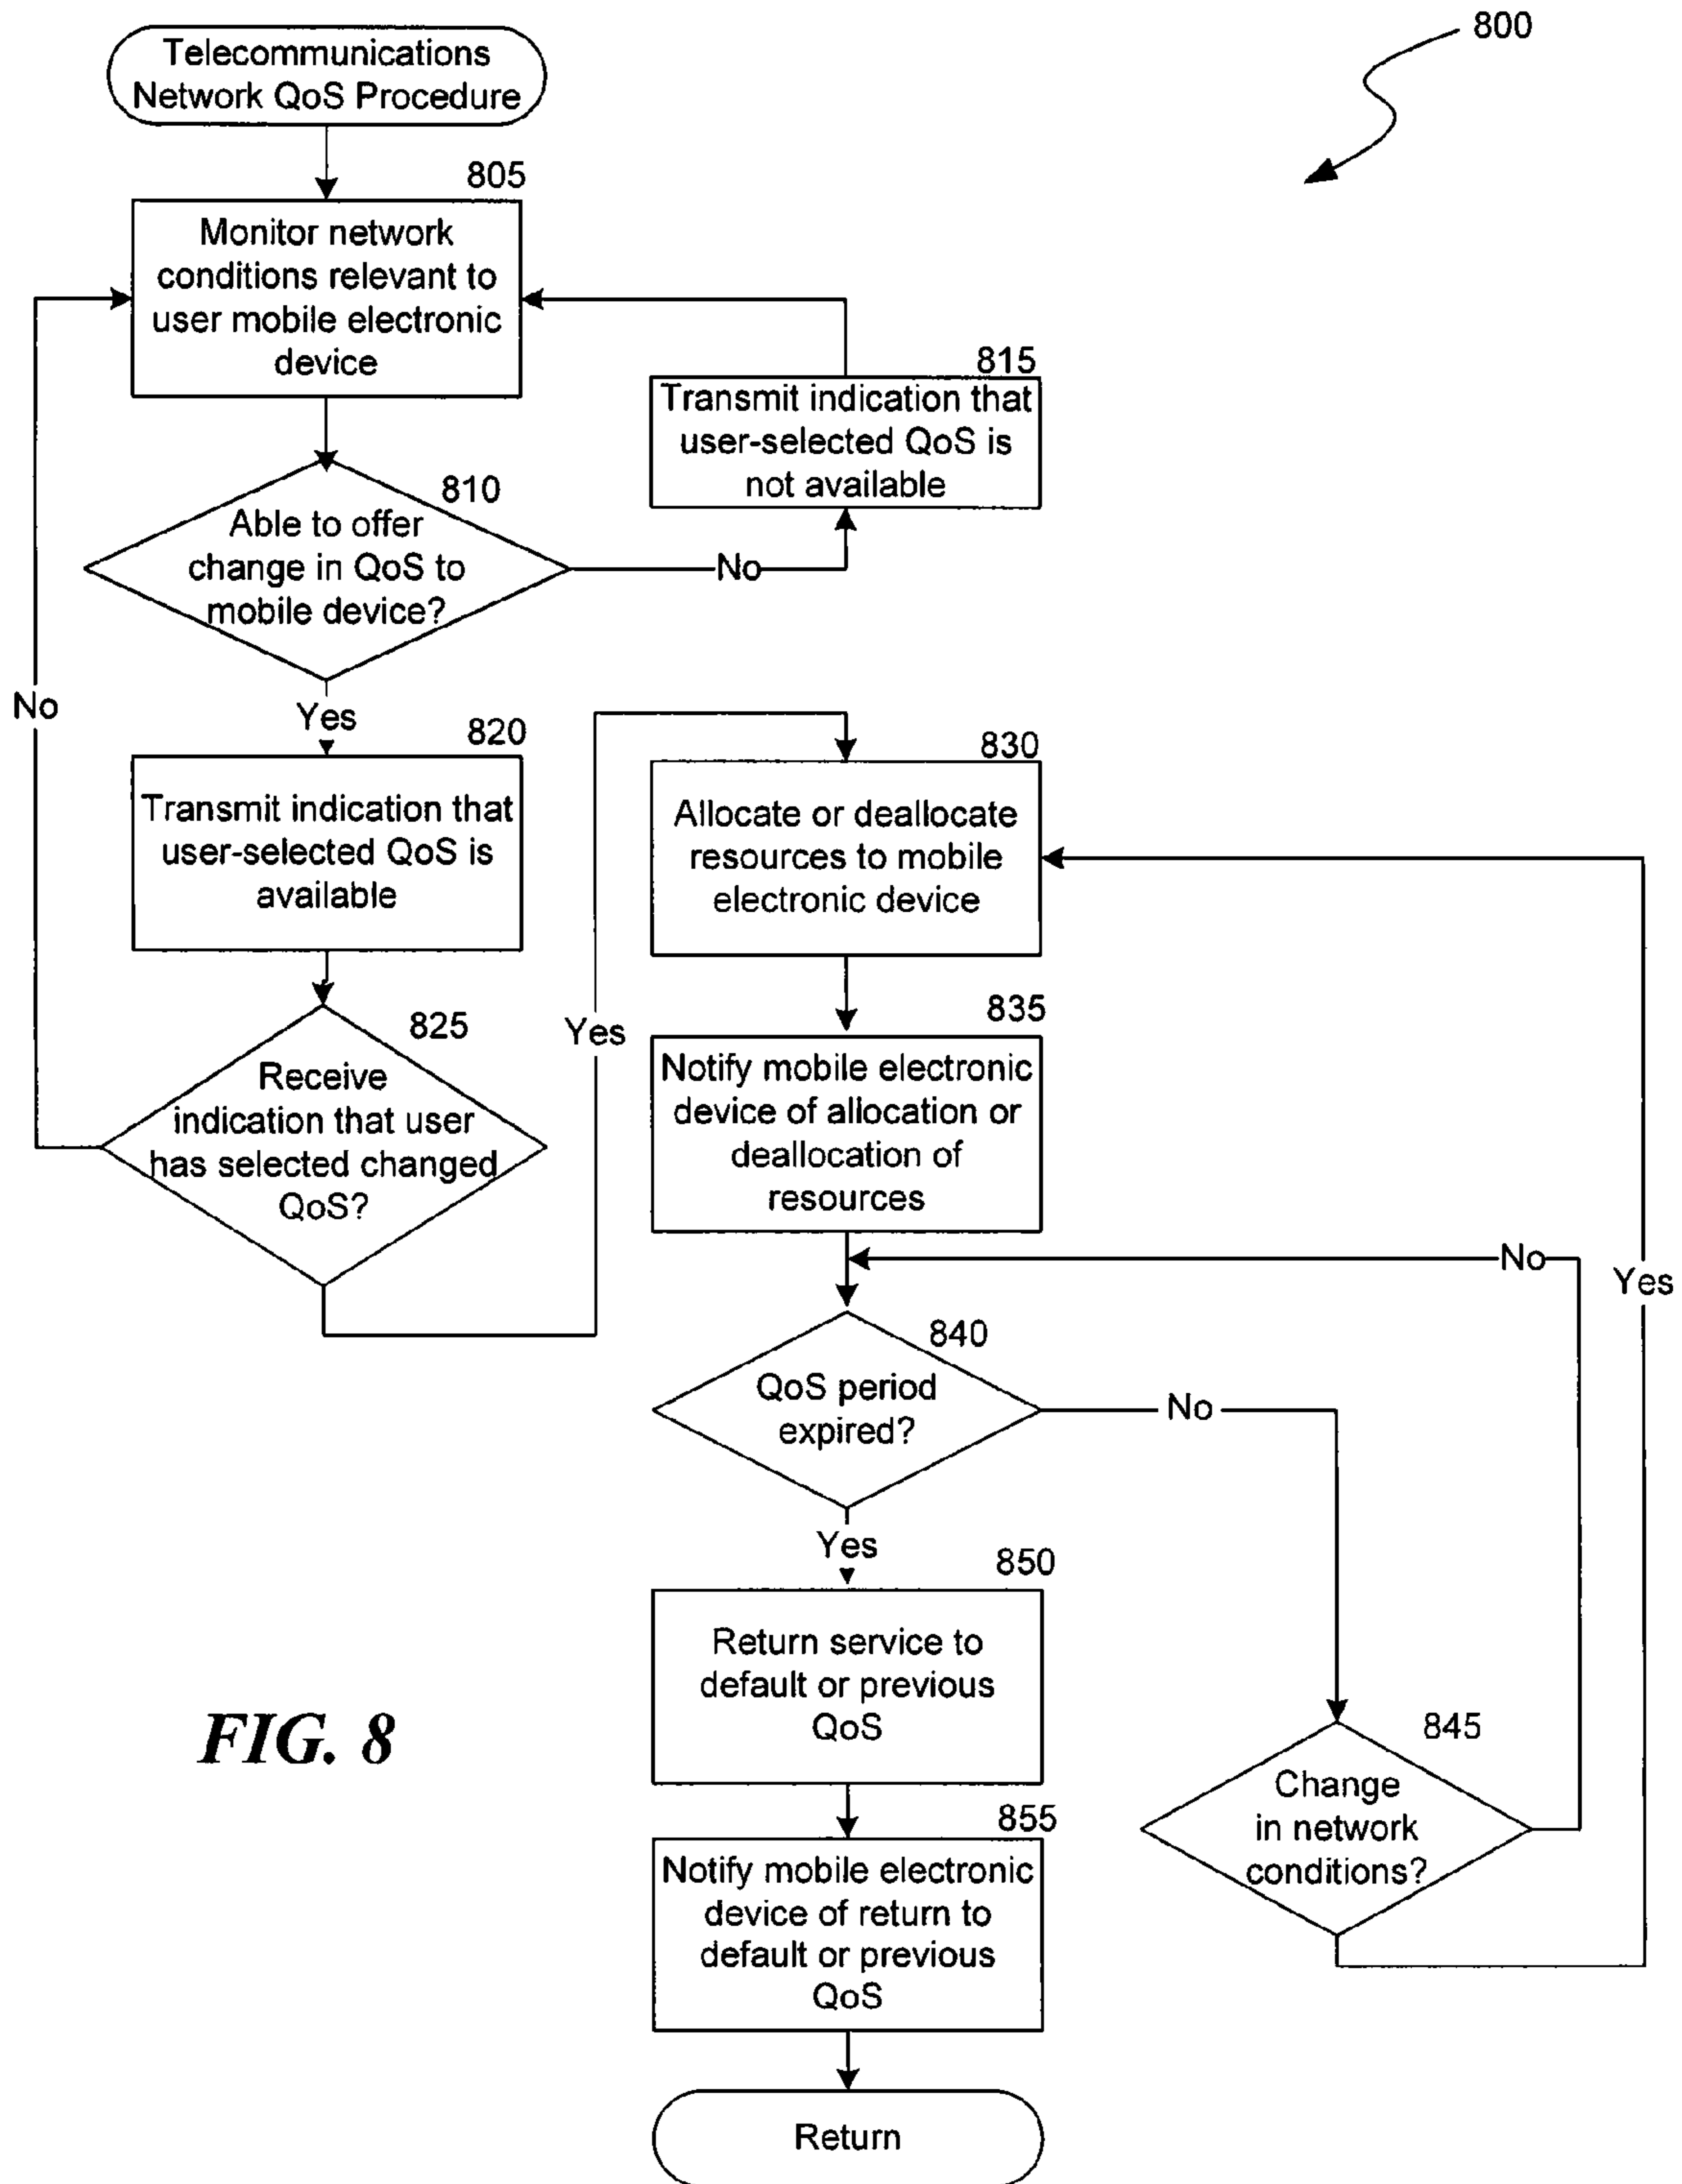 800
Telecommunications
Network QoS Procedure
805
Monitor network
conditions relevant to
user mobile electronic
device
815
Transmit indication that
user-selected QoS is
not available
810
Able to offer
change in QoS to
mobile device?
No
No
Yes
820
Transmit indication that
user-selected QoS is
available
825
Receive
indication that user
has selected changed
QoS?
Yes
830
Allocate or deallocate
resources to mobile
electronic device
835
Notify mobile electronic
device of allocation or
deallocation of
resources
No
Yes
840
QoS period
expired?
No
Yes
850
Return service to
default or previous
QoS
845
Change
in network
conditions?
855
Notify mobile electronic
device of return to
default or previous
QoS
Return
FIG. 8